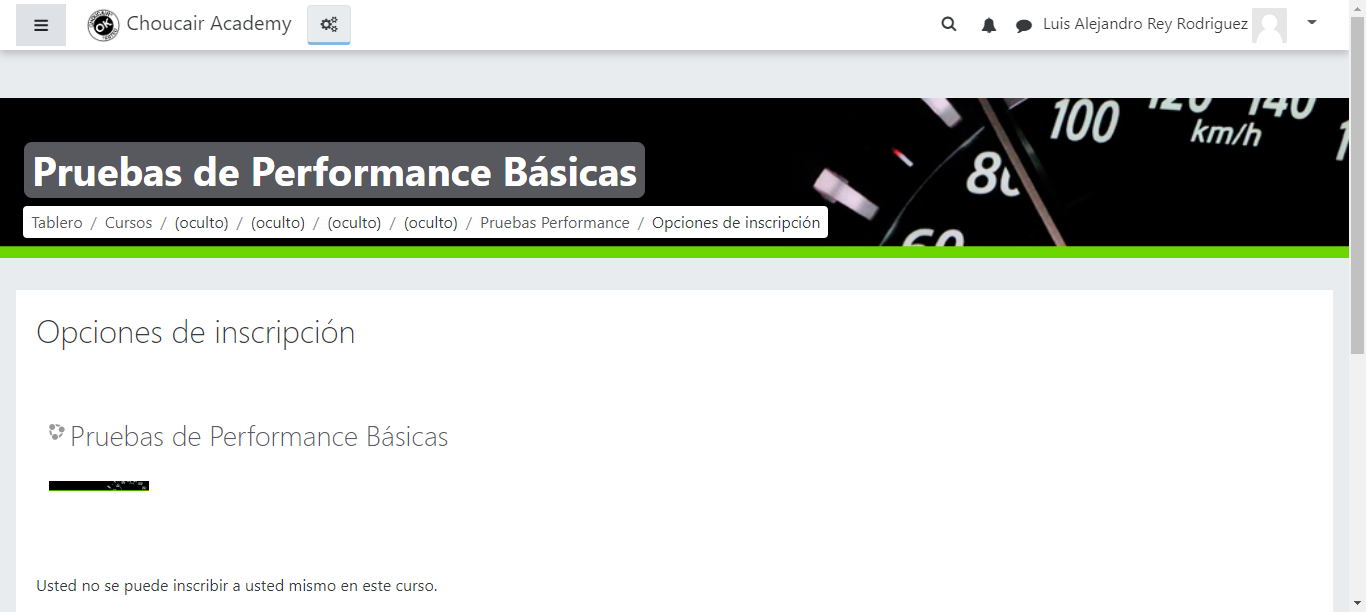 Choucair Academy
Luis Alejandro Rey Rodriguez
100 120 140
km/h
80
60
Pruebas de Performance Básicas
Tablero / Cursos / (oculto) / (oculto) / (oculto) / (oculto) / Pruebas Performance / Opciones de inscripción
Opciones de inscripción
Pruebas de Performance Básicas
Usted no se puede inscribir a usted mismo en este curso.